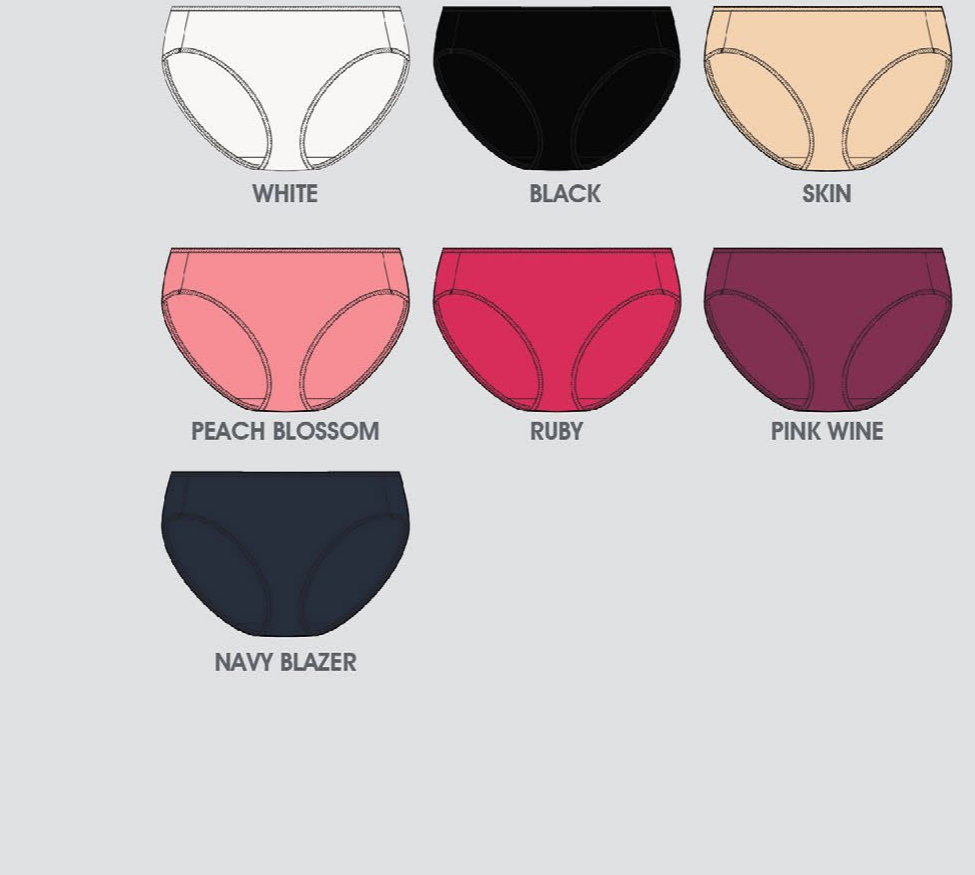 WHITE
BLACK
SKIN
PEACH BLOSSOM
RUBY
PINK WINE
NAVY BLAZER